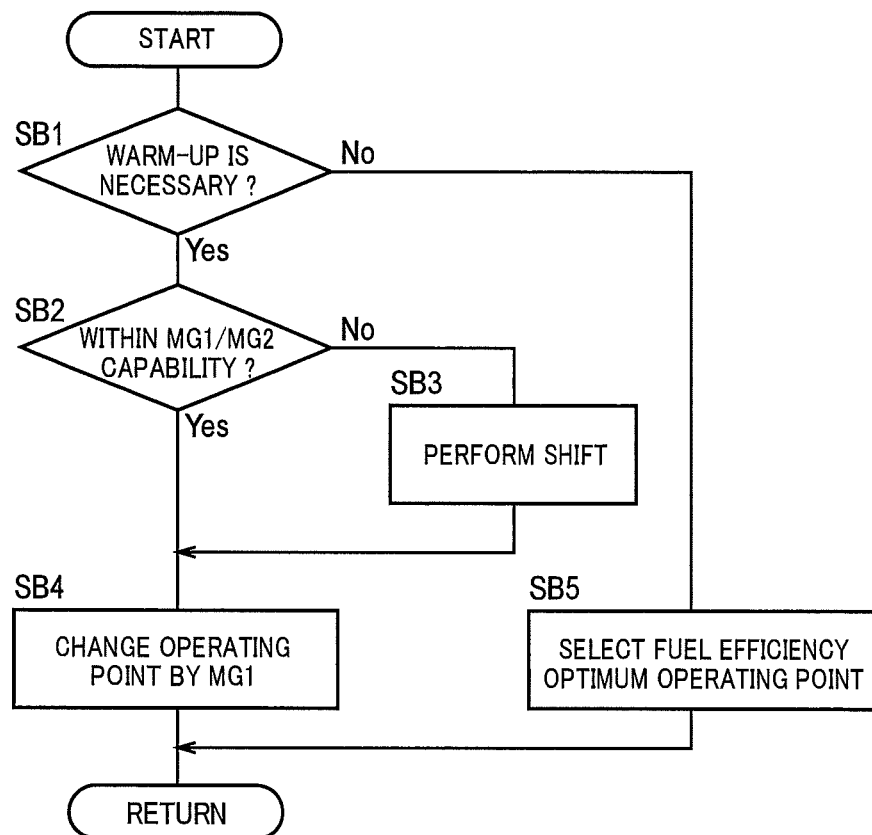 START
SB1
WARM-UP IS
NECESSARY ?
No
Yes
SB2
WITHIN MG1/MG2
CAPABILITY ?
No
Yes
SB3
PERFORM SHIFT
SB4
CHANGE OPERATING
POINT BY MG1
SB5
SELECT FUEL EFFICIENCY
OPTIMUM OPERATING POINT
RETURN